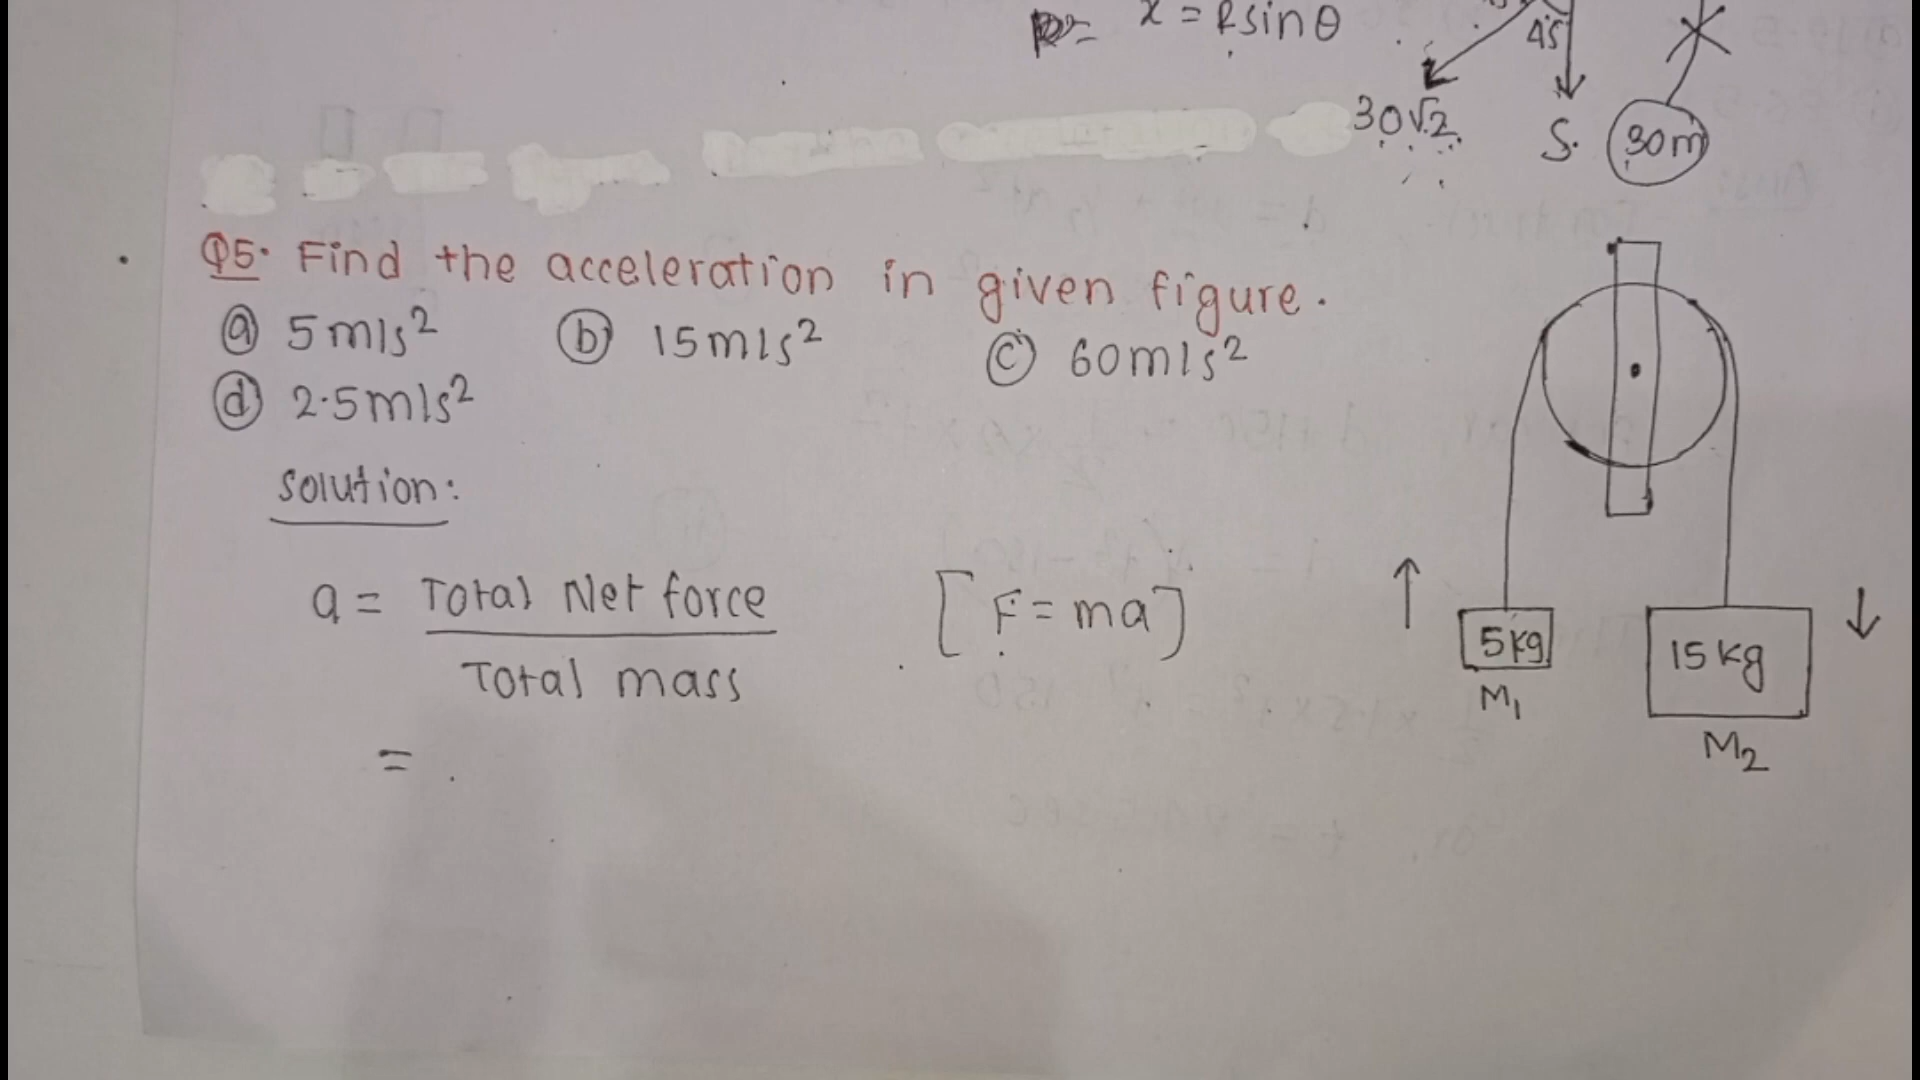 x = R sin θ
45
30√2
S.
30m
Q5. Find the acceleration in given figure.
ⓐ 5m/s² ⓑ 15m/s² ⓒ 60m/s²
ⓓ 2.5m/s²
Solution:
a = Total Net force [F = ma]
Total mass
=
5kg
M₁
15kg
M₂